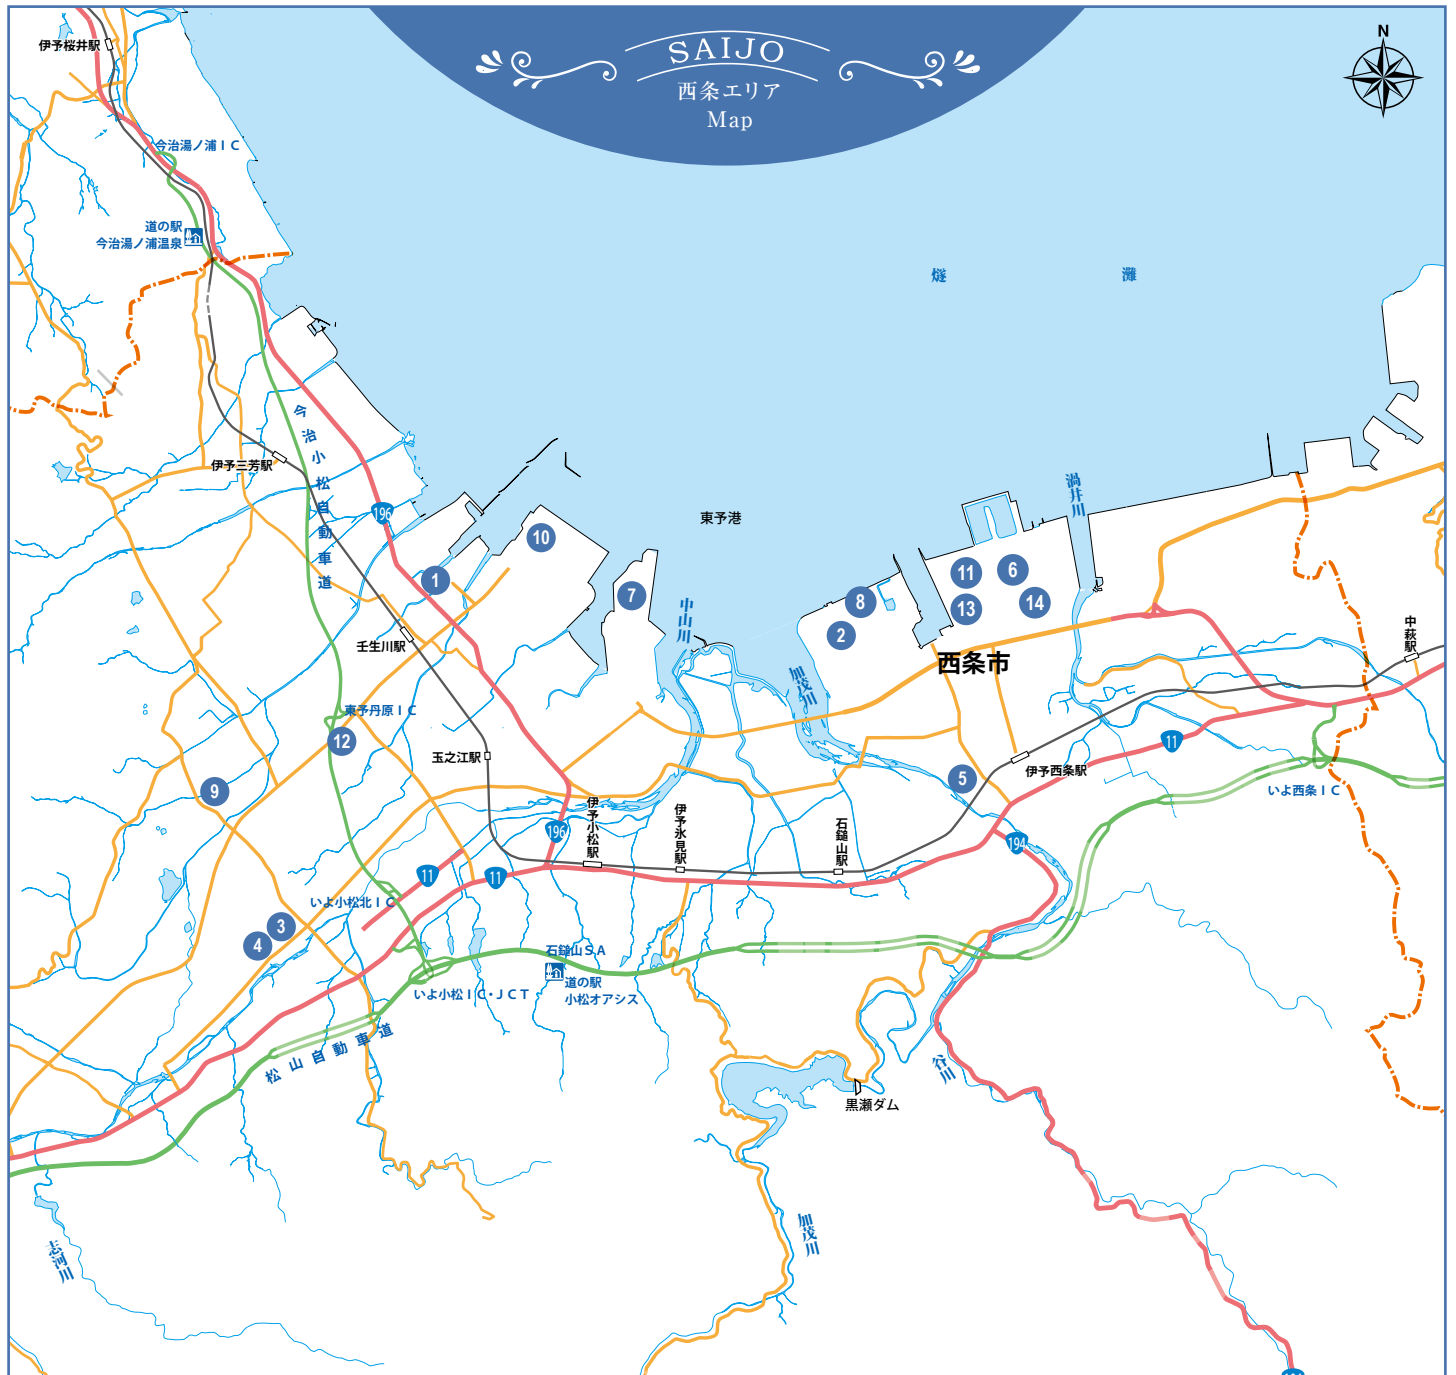 SAIJO
西条エリア
Map
N
伊予桜井駅
今治湯ノ浦IC
道の駅
今治湯ノ浦温泉
燧灘
今治小松自動車道
伊予三芳駅
196
渦井川
東予港
10
1
7
中山川
8
2
11
6
13
14
西条市
中萩駅
壬生川駅
加茂川
東予丹原IC
12
玉之江駅
11
5
伊予西条駅
いよ西条IC
9
196
伊予小松駅
伊予氷見駅
石鎚山駅
194
11
11
いよ小松北IC
3
4
石鎚山SA
道の駅
小松オアシス
いよ小松IC・JCT
松山自動車道
谷川
黒瀬ダム
加茂川
志河川